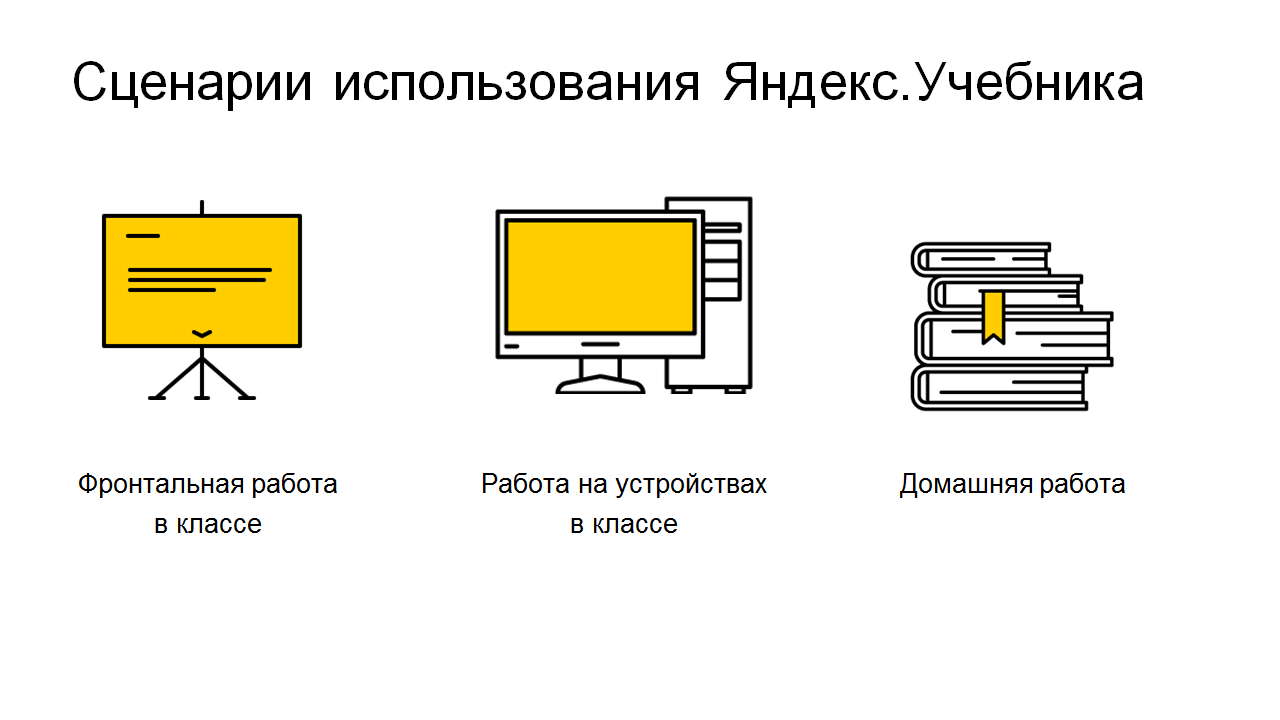 Сценарии использования Яндекс.Учебника
Фронтальная работа
в классе
Работа на устройствах
в классе
Домашняя работа